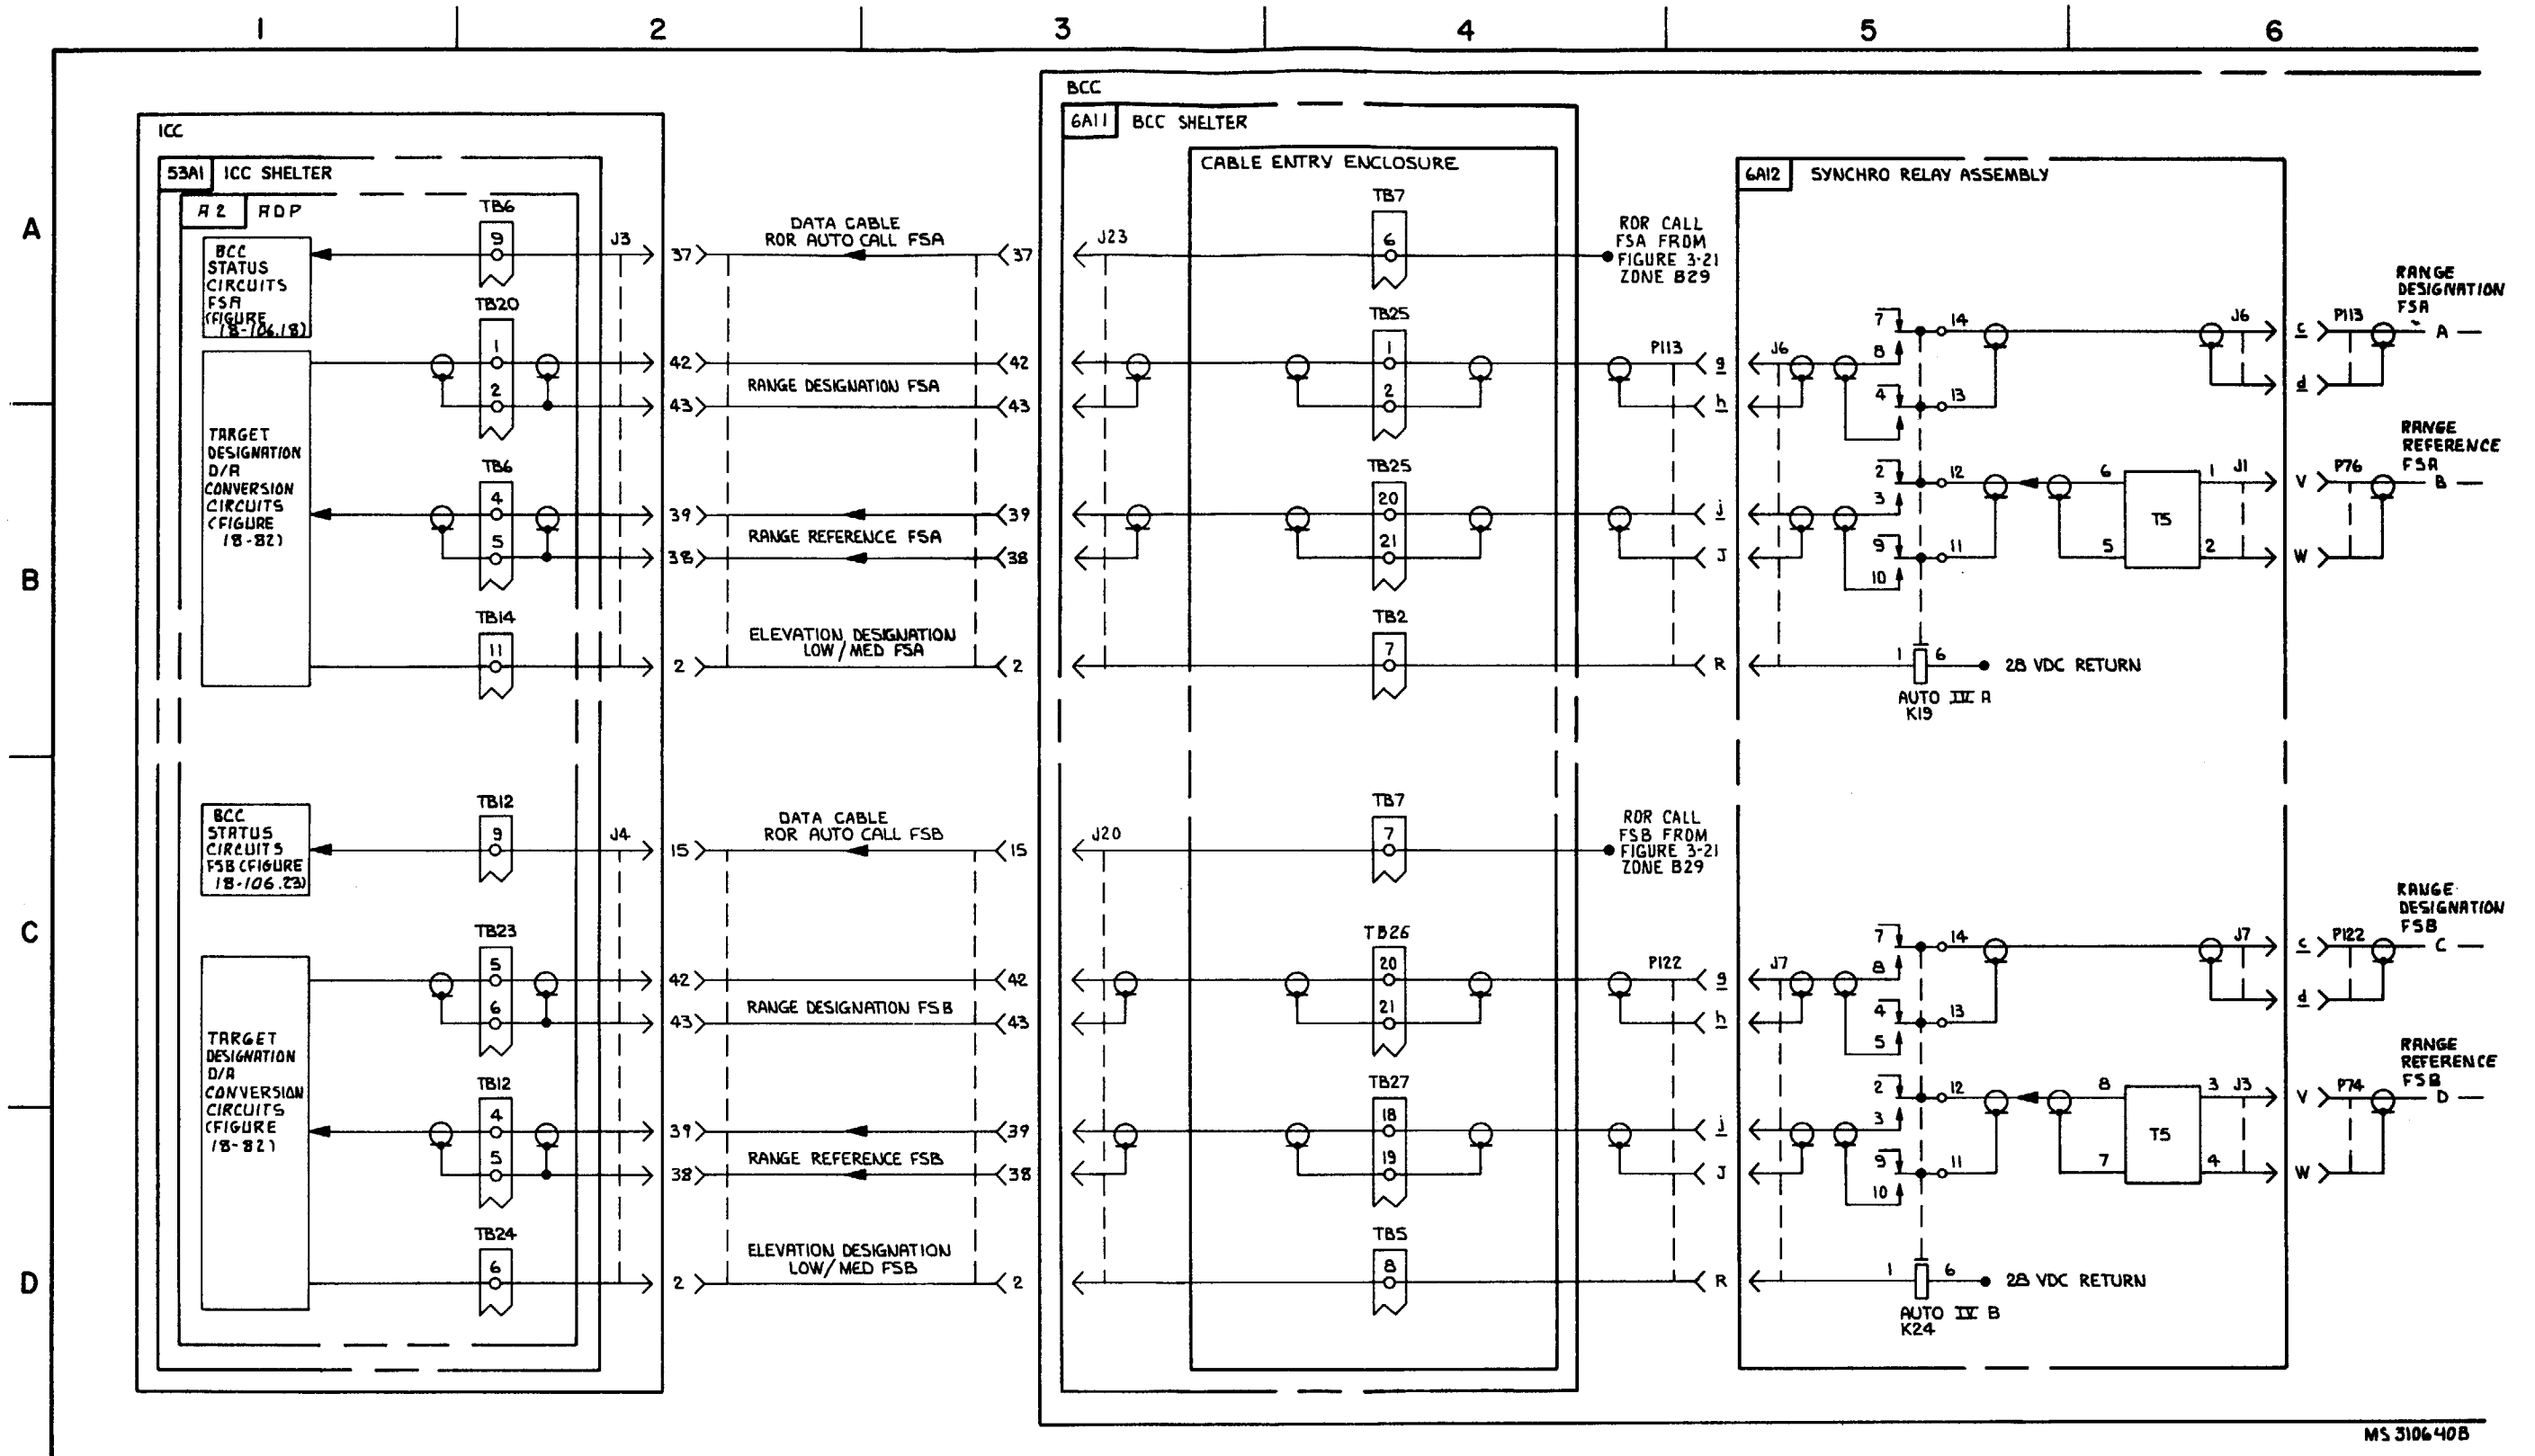 1 2 3 4 5 6
A
B
C
D
ICC
53A1 ICC SHELTER
A2 ADP
BCC
STATUS
CIRCUITS
FSA
(FIGURE
18-106.18)
TARGET
DESIGNATION
D/A
CONVERSION
CIRCUITS
(FIGURE
18-82)
TB6
9
TB20
1
2
TB6
4
5
TB14
11
J3
37
42
43
39
38
2
DATA CABLE
ROR AUTO CALL FSA
RANGE DESIGNATION FSA
RANGE REFERENCE FSA
ELEVATION DESIGNATION
LOW/MED FSA
37
42
43
39
38
2
BCC
6A11 BCC SHELTER
CABLE ENTRY ENCLOSURE
J23
TB7
6
TB25
1
2
TB25
20
21
TB2
7
ROR CALL
FSA FROM
FIGURE 3-21
ZONE B29
P113
g
h
j
J
R
6A12 SYNCHRO RELAY ASSEMBLY
J6
7
8
14
4
13
2
3
12
9
10
11
1 6
28 VDC RETURN
AUTO IV A
K19
6
5
T5
1
2
J6
J1
c
d
V
W
P113
P76
RANGE
DESIGNATION
FSA
A
RANGE
REFERENCE
FSA
B
BCC
STATUS
CIRCUITS
FSB (FIGURE
18-106.23)
TARGET
DESIGNATION
D/A
CONVERSION
CIRCUITS
(FIGURE
18-82)
TB12
9
TB23
5
6
TB12
4
5
TB24
6
J4
15
42
43
39
38
2
DATA CABLE
ROR AUTO CALL FSB
RANGE DESIGNATION FSB
RANGE REFERENCE FSB
ELEVATION DESIGNATION
LOW/MED FSB
15
42
43
39
38
2
J20
TB7
7
TB26
20
21
TB27
18
19
TB5
8
ROR CALL
FSB FROM
FIGURE 3-21
ZONE B29
P122
g
h
j
J
R
J7
7
8
14
4
5
13
2
3
12
9
10
11
1 6
28 VDC RETURN
AUTO IV B
K24
8
7
T5
3
4
J7
J3
c
d
V
W
P122
P74
RANGE
DESIGNATION
FSB
C
RANGE
REFERENCE
FSB
D
MS 310640B